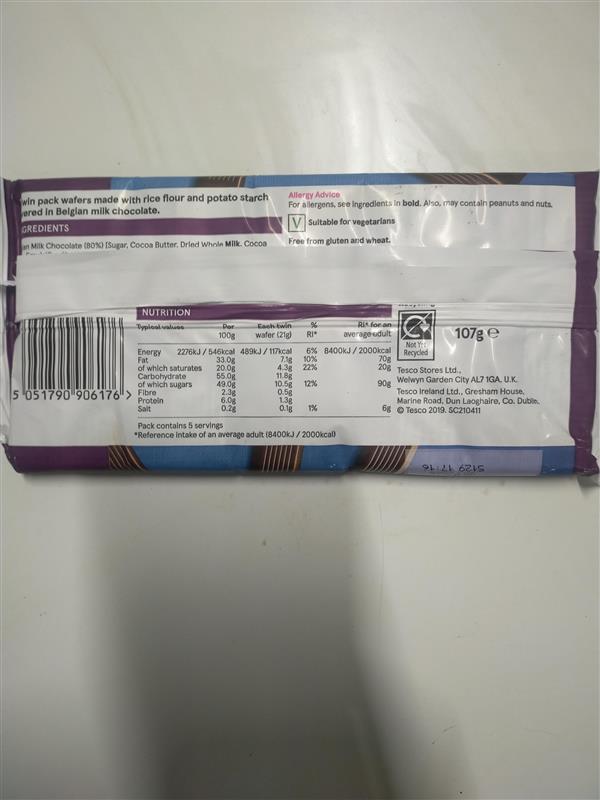 win pack wafers made with rice flour and potato starch
vered in Belgian milk chocolate.
GREDIENTS
an Milk Chocolate (80%) [Sugar, Cocoa Butter, Dried Whole Milk, Cocoa
Allergy Advice
For allergens, see ingredients in bold. Also, may contain peanuts and nuts.
V Suitable for vegetarians
Free from gluten and wheat.
NUTRITION
Typical values Per 100g Each twin wafer (21g) % RI* RI* for an average adult
Energy 2276kJ / 546kcal 489kJ / 117kcal 6% 8400kJ / 2000kcal
Fat 33.0g 7.1g 10% 70g
of which saturates 20.0g 4.3g 22% 20g
Carbohydrate 55.0g 11.8g
of which sugars 49.0g 10.5g 12% 90g
Fibre 2.3g 0.5g
Protein 6.0g 1.3g
Salt 0.2g 0.1g 1% 6g
Pack contains 5 servings
*Reference intake of an average adult (8400kJ / 2000kcal)
5 051790 906176 >
Not Yet
Recycled
107g e
Tesco Stores Ltd.,
Welwyn Garden City AL7 1GA, U.K.
Tesco Ireland Ltd., Gresham House,
Marine Road, Dun Laoghaire, Co. Dublin.
© Tesco 2019. SC210411
5129 17:16